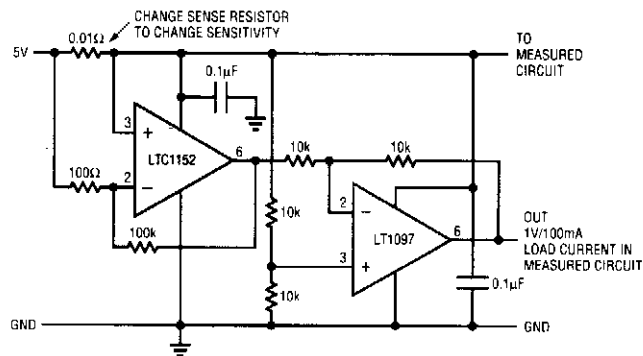 CHANGE SENSE RESISTOR
TO CHANGE SENSITIVITY
0.01Ω
5V
TO
MEASURED
CIRCUIT
0.1µF
3
+
LTC1152
6
100Ω
2
−
100k
10k
10k
10k
2
−
LT1097
6
3
+
10k
OUT
1V/100mA
LOAD CURRENT IN
MEASURED CIRCUIT
0.1µF
GND
GND